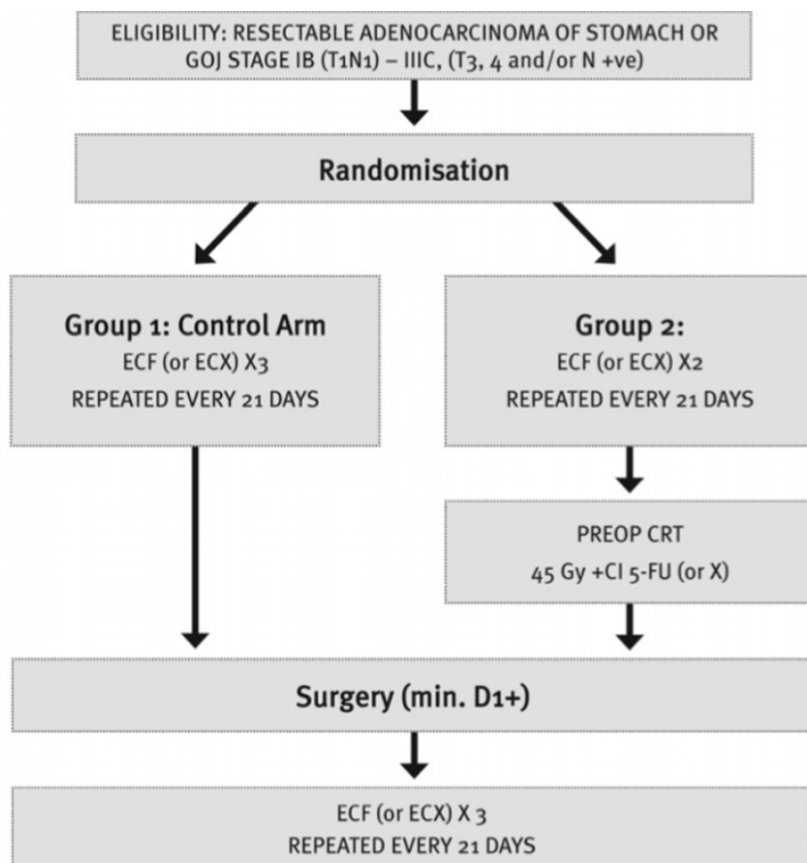 ELIGIBILITY: RESECTABLE ADENOCARCINOMA OF STOMACH OR
GOJ STAGE IB (T1N1) – IIIC, (T3, 4 and/or N +ve)
Randomisation
Group 1: Control Arm
ECF (or ECX) X3
REPEATED EVERY 21 DAYS
Group 2:
ECF (or ECX) X2
REPEATED EVERY 21 DAYS
PREOP CRT
45 Gy +CI 5-FU (or X)
Surgery (min. D1+)
ECF (or ECX) X 3
REPEATED EVERY 21 DAYS